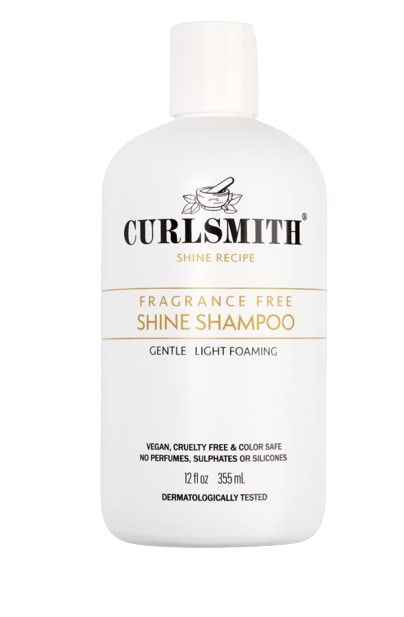 CURLSMITH®
SHINE RECIPE
FRAGRANCE FREE
SHINE SHAMPOO
GENTLE LIGHT FOAMING
VEGAN, CRUELTY FREE & COLOR SAFE
NO PERFUMES, SULPHATES OR SILICONES
12 fl oz 355 mL
DERMATOLOGICALLY TESTED